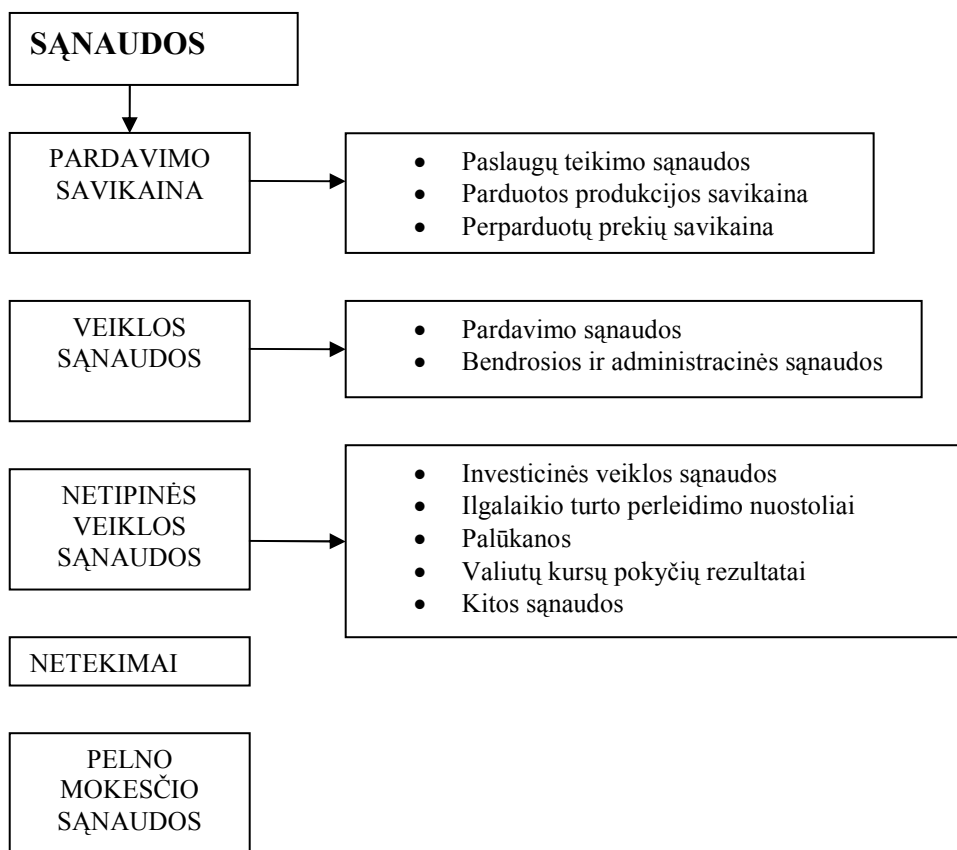 SĄNAUDOS
PARDAVIMO
SAVIKAINA
• Paslaugų teikimo sąnaudos
• Parduotos produkcijos savikaina
• Perparduotų prekių savikaina
VEIKLOS
SĄNAUDOS
• Pardavimo sąnaudos
• Bendrosios ir administracinės sąnaudos
NETIPINĖS
VEIKLOS
SĄNAUDOS
• Investicinės veiklos sąnaudos
• Ilgalaikio turto perleidimo nuostoliai
• Palūkanos
• Valiutų kursų pokyčių rezultatai
• Kitos sąnaudos
NETEKIMAI
PELNO
MOKESČIO
SĄNAUDOS